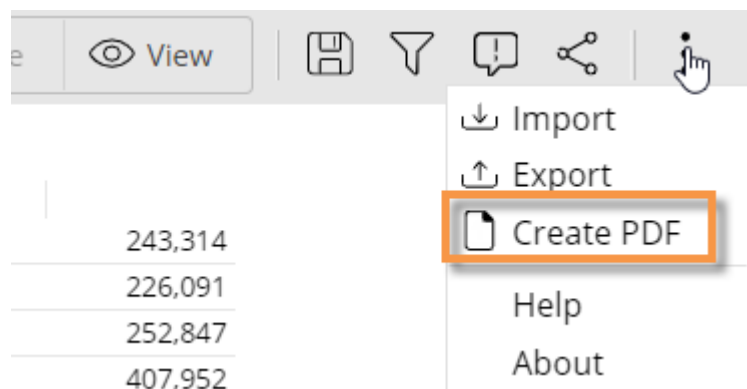 View
Import
Export
Create PDF
Help
About
243,314
226,091
252,847
407,952